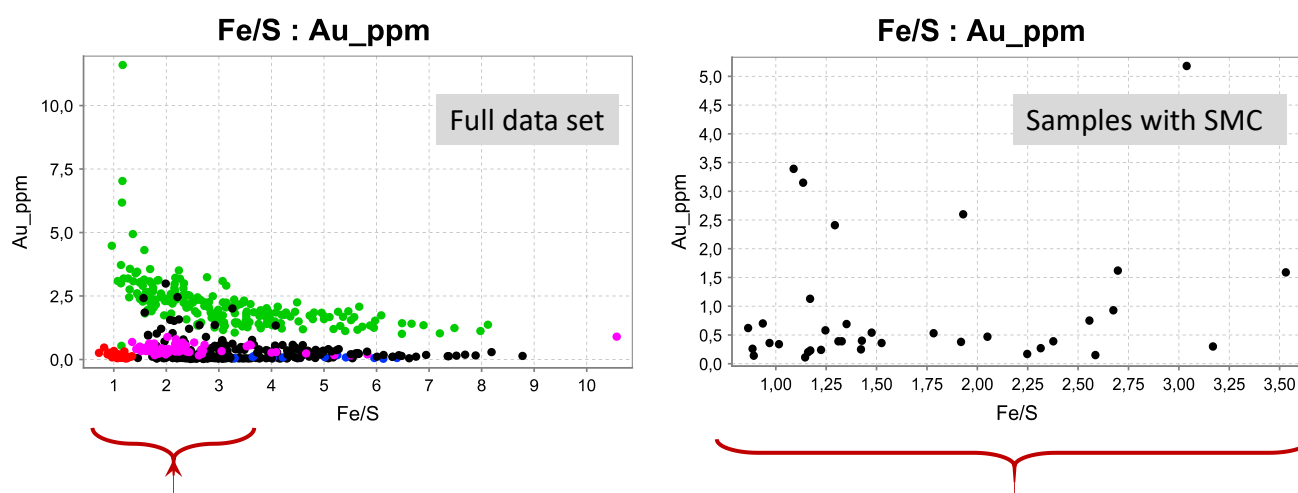 Fe/S : Au_ppm
Full data set
Au_ppm
10,0
7,5
5,0
2,5
0,0
1 2 3 4 5 6 7 8 9 10
Fe/S
Fe/S : Au_ppm
Samples with SMC
Au_ppm
5,0
4,5
4,0
3,5
3,0
2,5
2,0
1,5
1,0
0,5
0,0
1,00 1,25 1,50 1,75 2,00 2,25 2,50 2,75 3,00 3,25 3,50
Fe/S